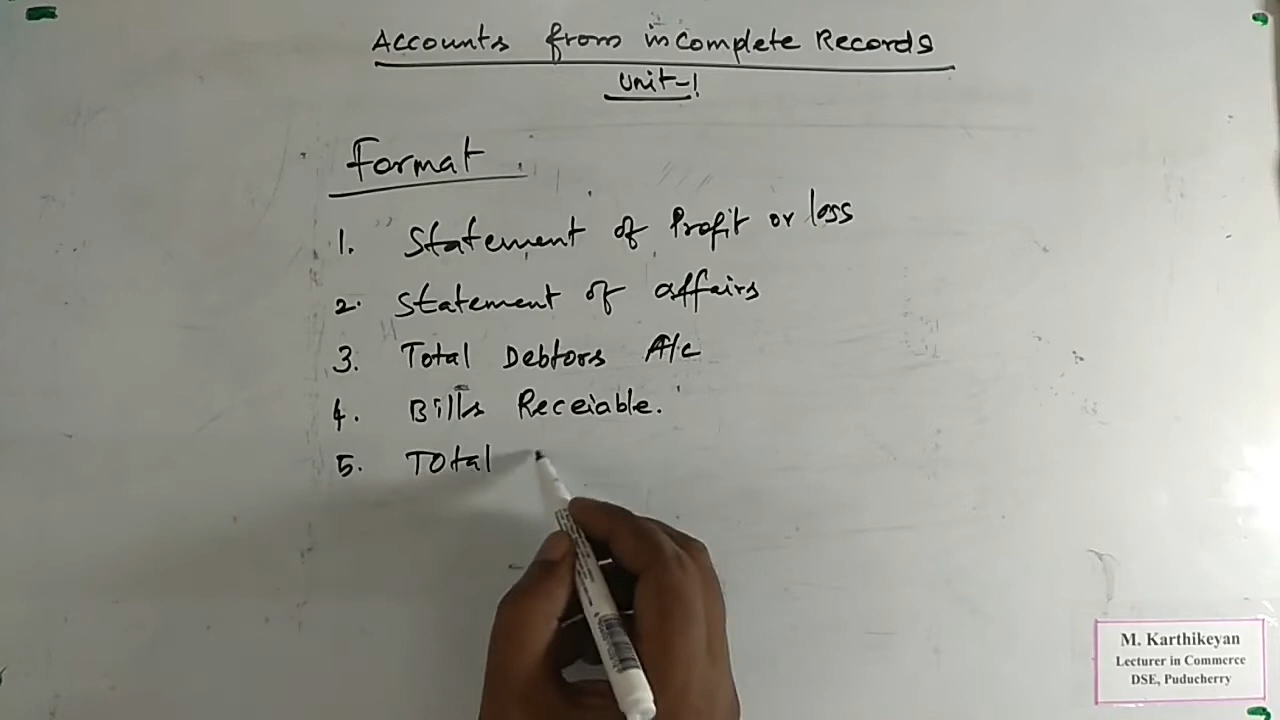 Accounts from incomplete Records
Unit-1
Format
1. Statement of Profit or loss
2. Statement of affairs
3. Total Debtors A/c
4. Bills Receiable.
5. Total
M. Karthikeyan
Lecturer in Commerce
DSE, Puducherry